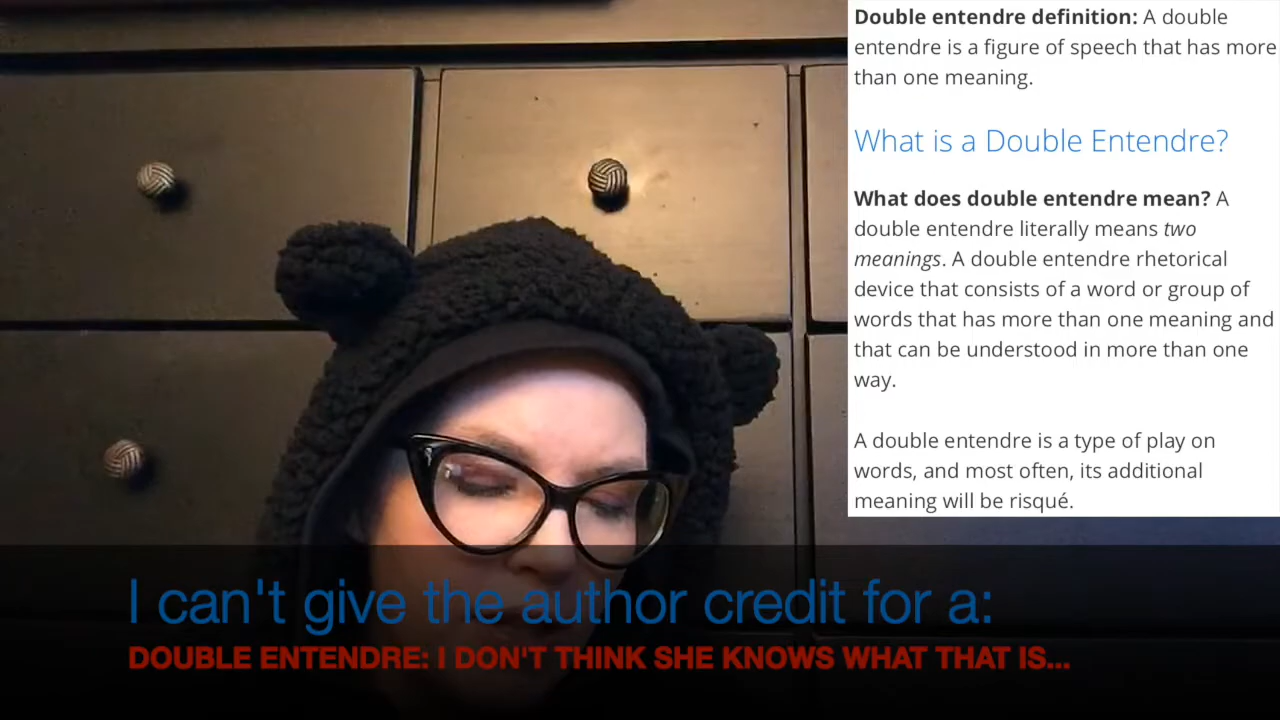 Double entendre definition: A double
entendre is a figure of speech that has more
than one meaning.
What is a Double Entendre?
What does double entendre mean? A
double entendre literally means two
meanings. A double entendre rhetorical
device that consists of a word or group of
words that has more than one meaning and
that can be understood in more than one
way.
A double entendre is a type of play on
words, and most often, its additional
meaning will be risqué.
I can't give the author credit for a:
DOUBLE ENTENDRE: I DON'T THINK SHE KNOWS WHAT THAT IS...